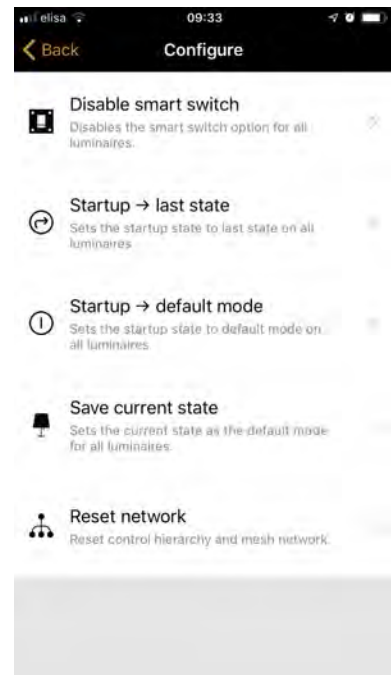 elisa 09:33
Back Configure
Disable smart switch
Disables the smart switch option for all
luminaires.
Startup → last state
Sets the startup state to last state on all
luminaires
Startup → default mode
Sets the startup state to default mode on
all luminaires
Save current state
Sets the current state as the default mode
for all luminaires.
Reset network
Reset control hierarchy and mesh network.